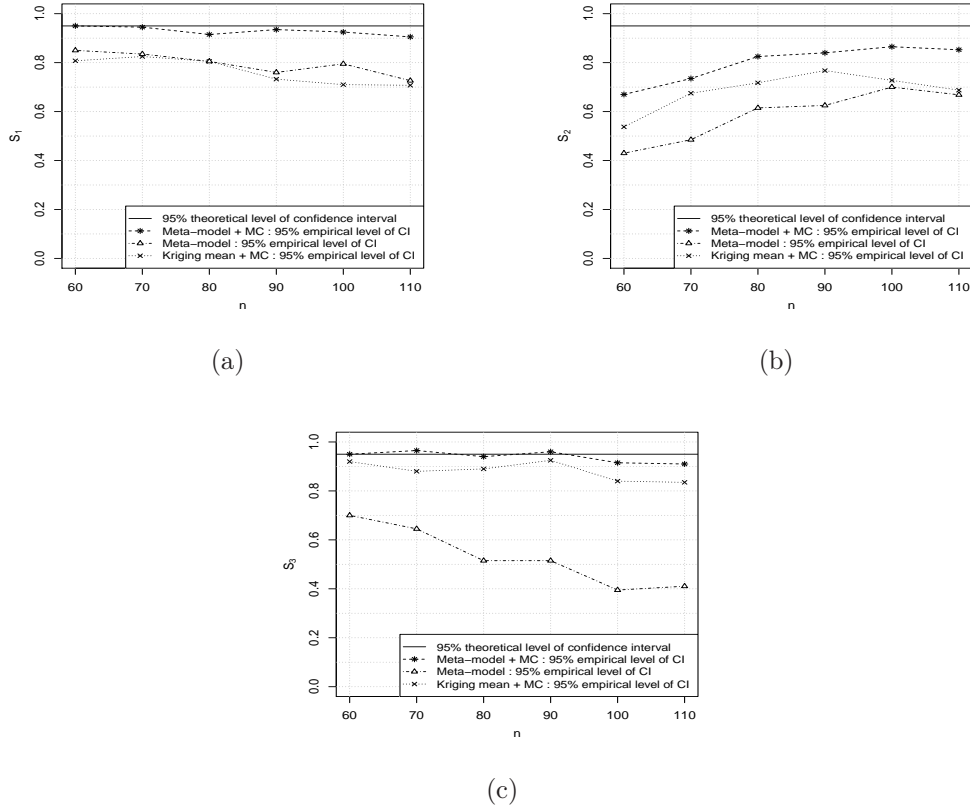 1.0
0.8
0.6
0.4
0.2
0.0
S1
95% theoretical level of confidence interval
Meta−model + MC : 95% empirical level of CI
Meta−model : 95% empirical level of CI
Kriging mean + MC : 95% empirical level of CI
60 70 80 90 100 110
n
(a)
1.0
0.8
0.6
0.4
0.2
0.0
S2
95% theoretical level of confidence interval
Meta−model + MC : 95% empirical level of CI
Meta−model : 95% empirical level of CI
Kriging mean + MC : 95% empirical level of CI
60 70 80 90 100 110
n
(b)
1.0
0.8
0.6
0.4
0.2
0.0
S3
95% theoretical level of confidence interval
Meta−model + MC : 95% empirical level of CI
Meta−model : 95% empirical level of CI
Kriging mean + MC : 95% empirical level of CI
60 70 80 90 100 110
n
(c)